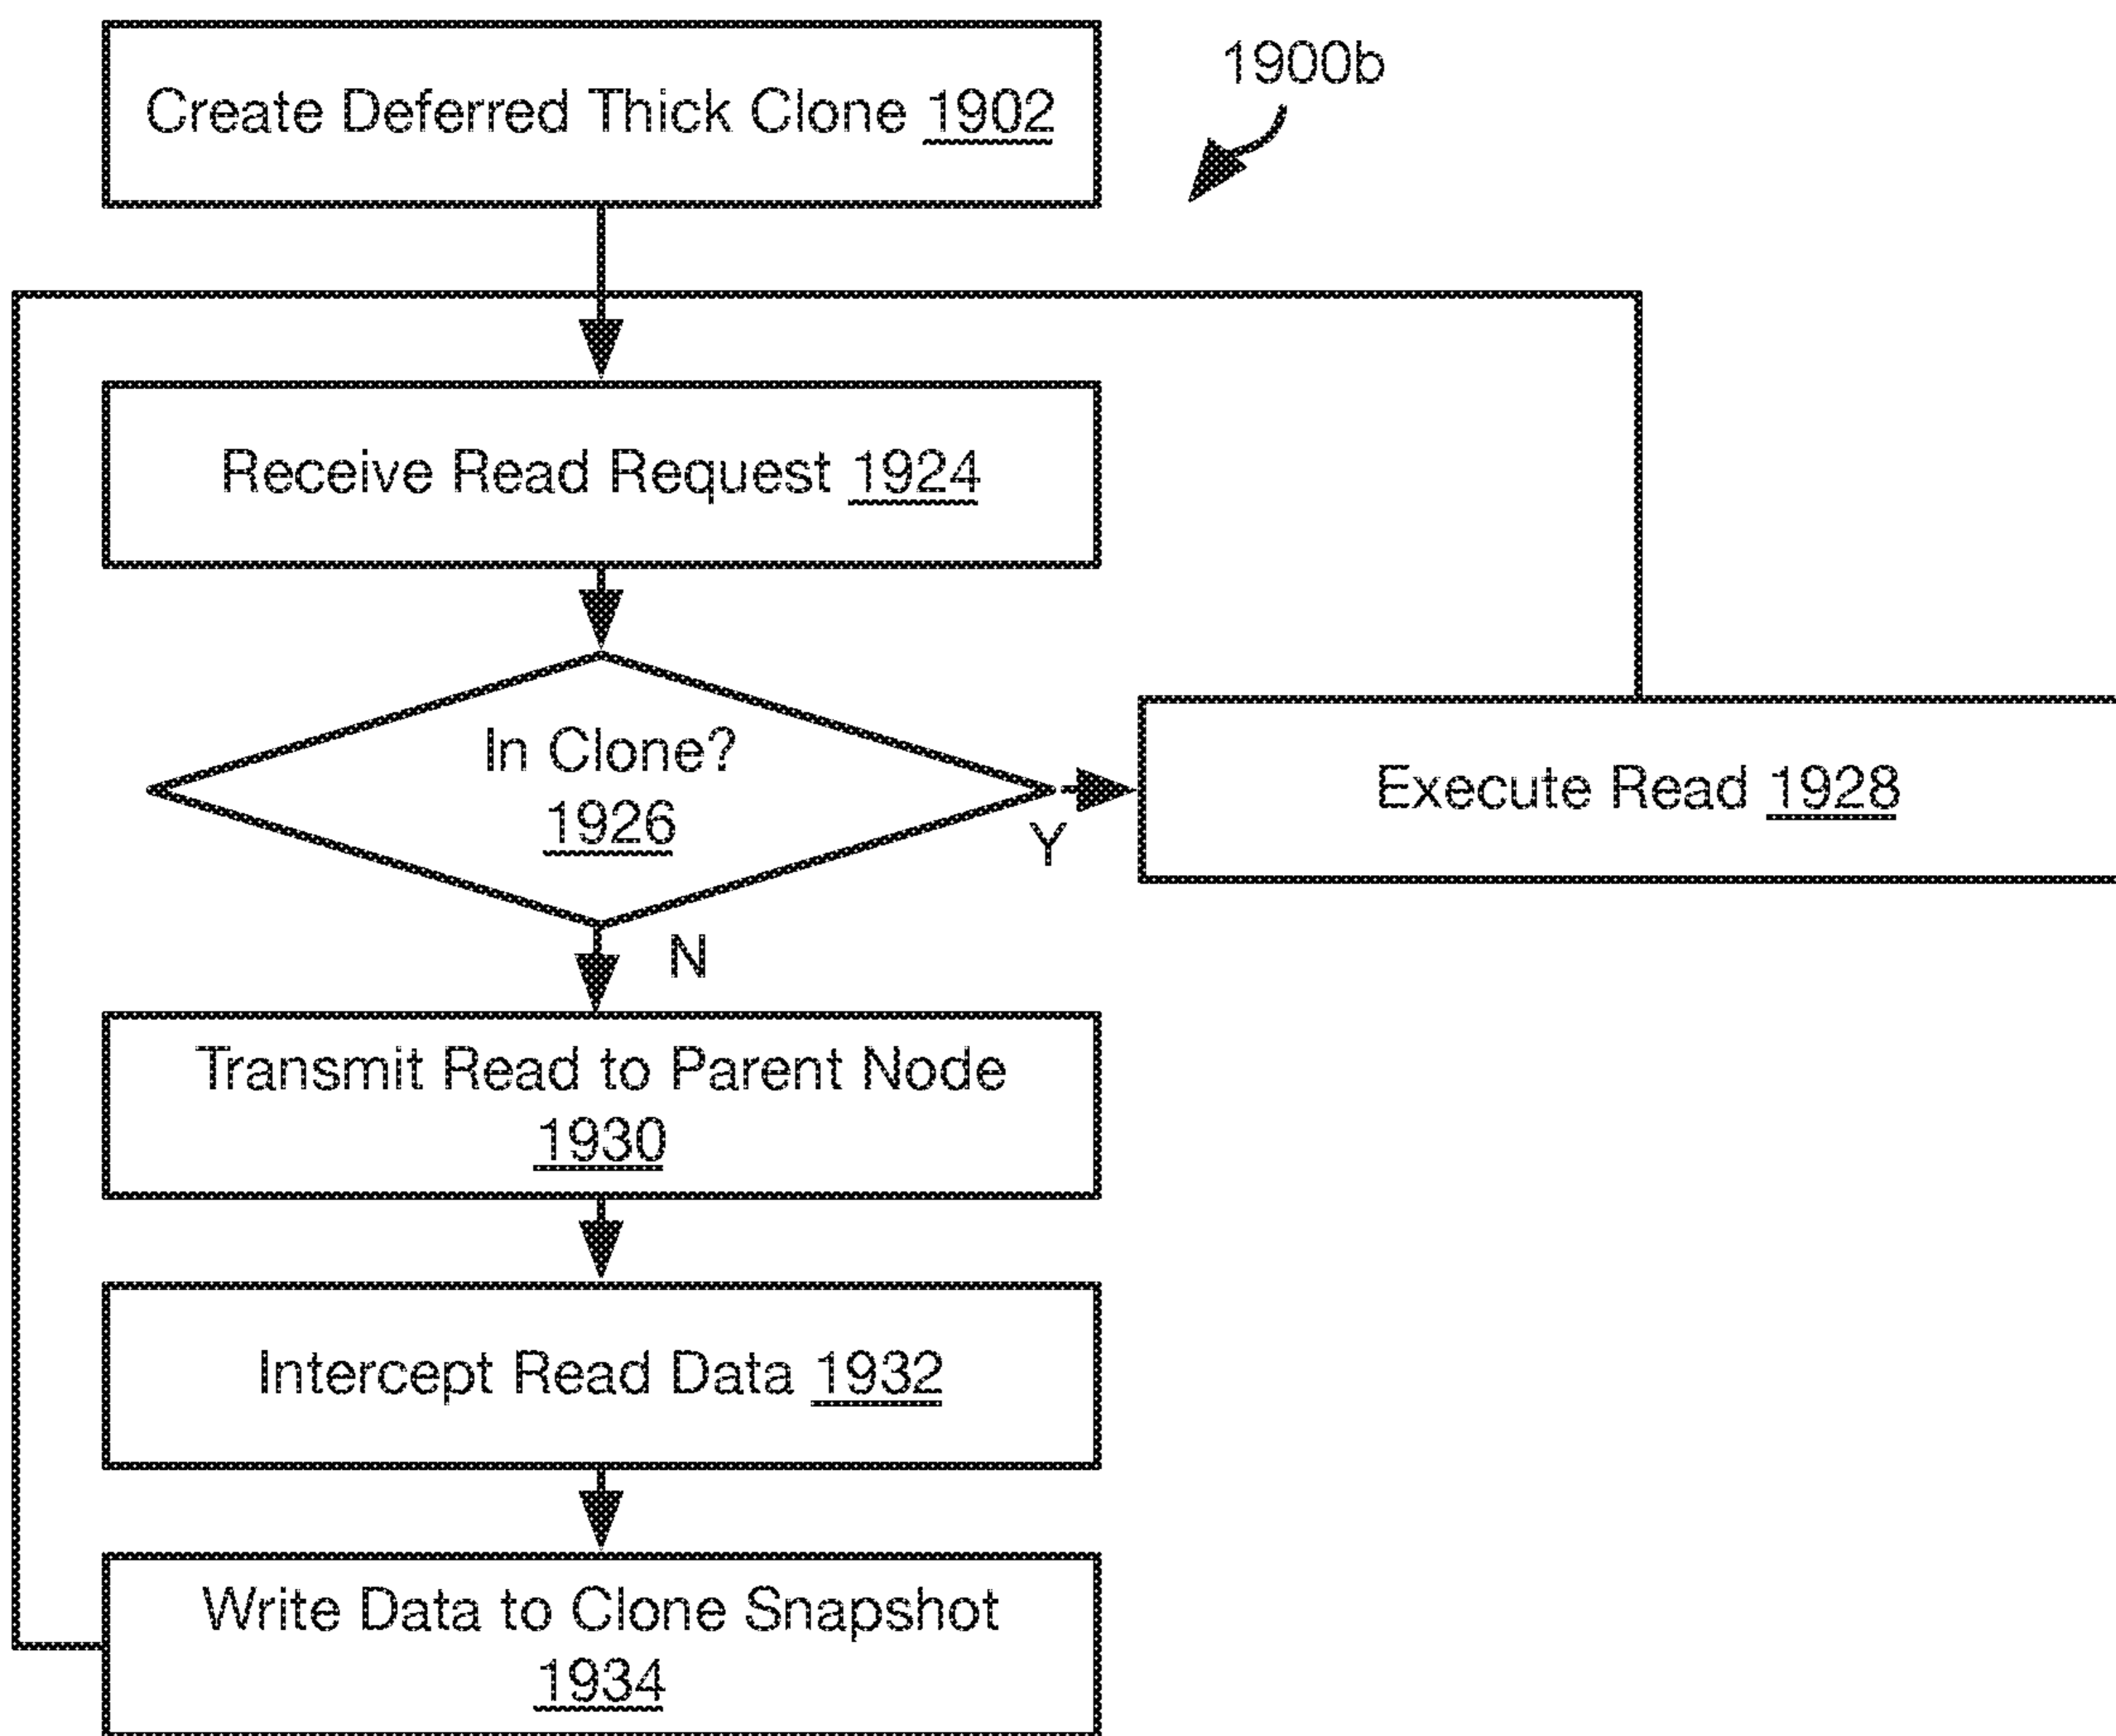 Create Deferred Thick Clone 1902
1900b
Receive Read Request 1924
In Clone?
1926
Y
Execute Read 1928
N
Transmit Read to Parent Node
1930
Intercept Read Data 1932
Write Data to Clone Snapshot
1934